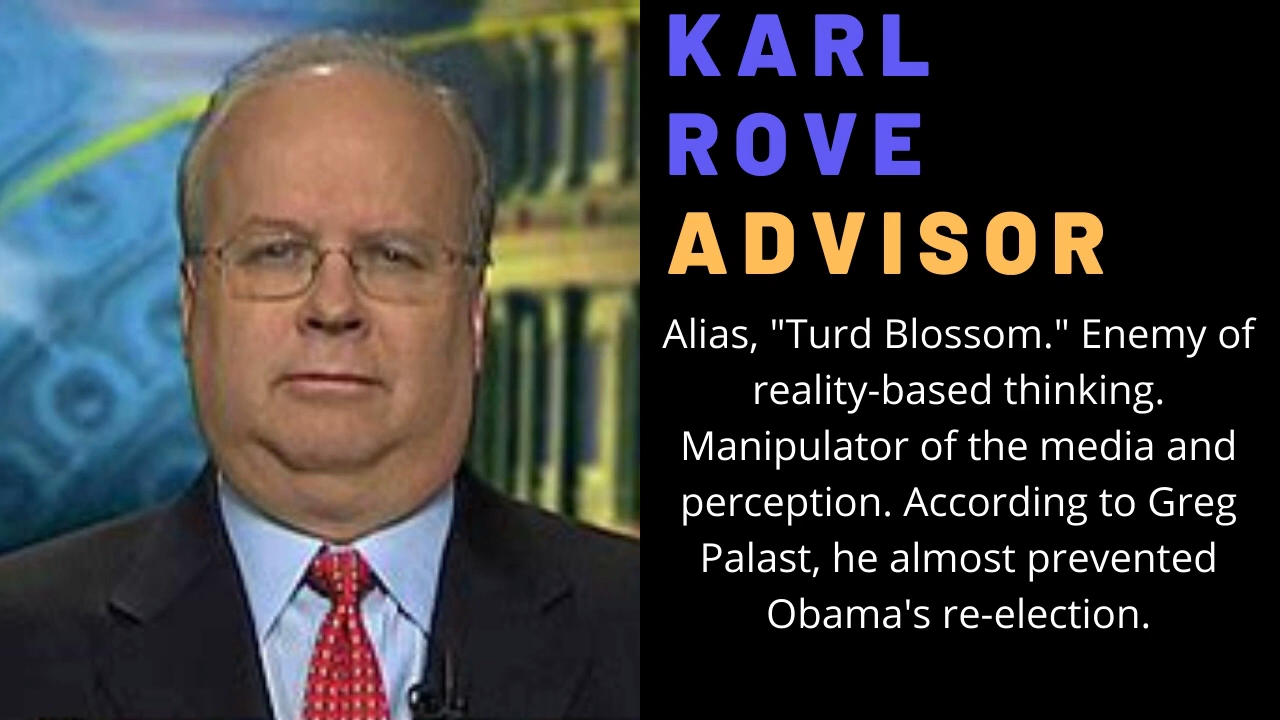 KARL
ROVE
ADVISOR
Alias, "Turd Blossom." Enemy of
reality-based thinking.
Manipulator of the media and
perception. According to Greg
Palast, he almost prevented
Obama's re-election.